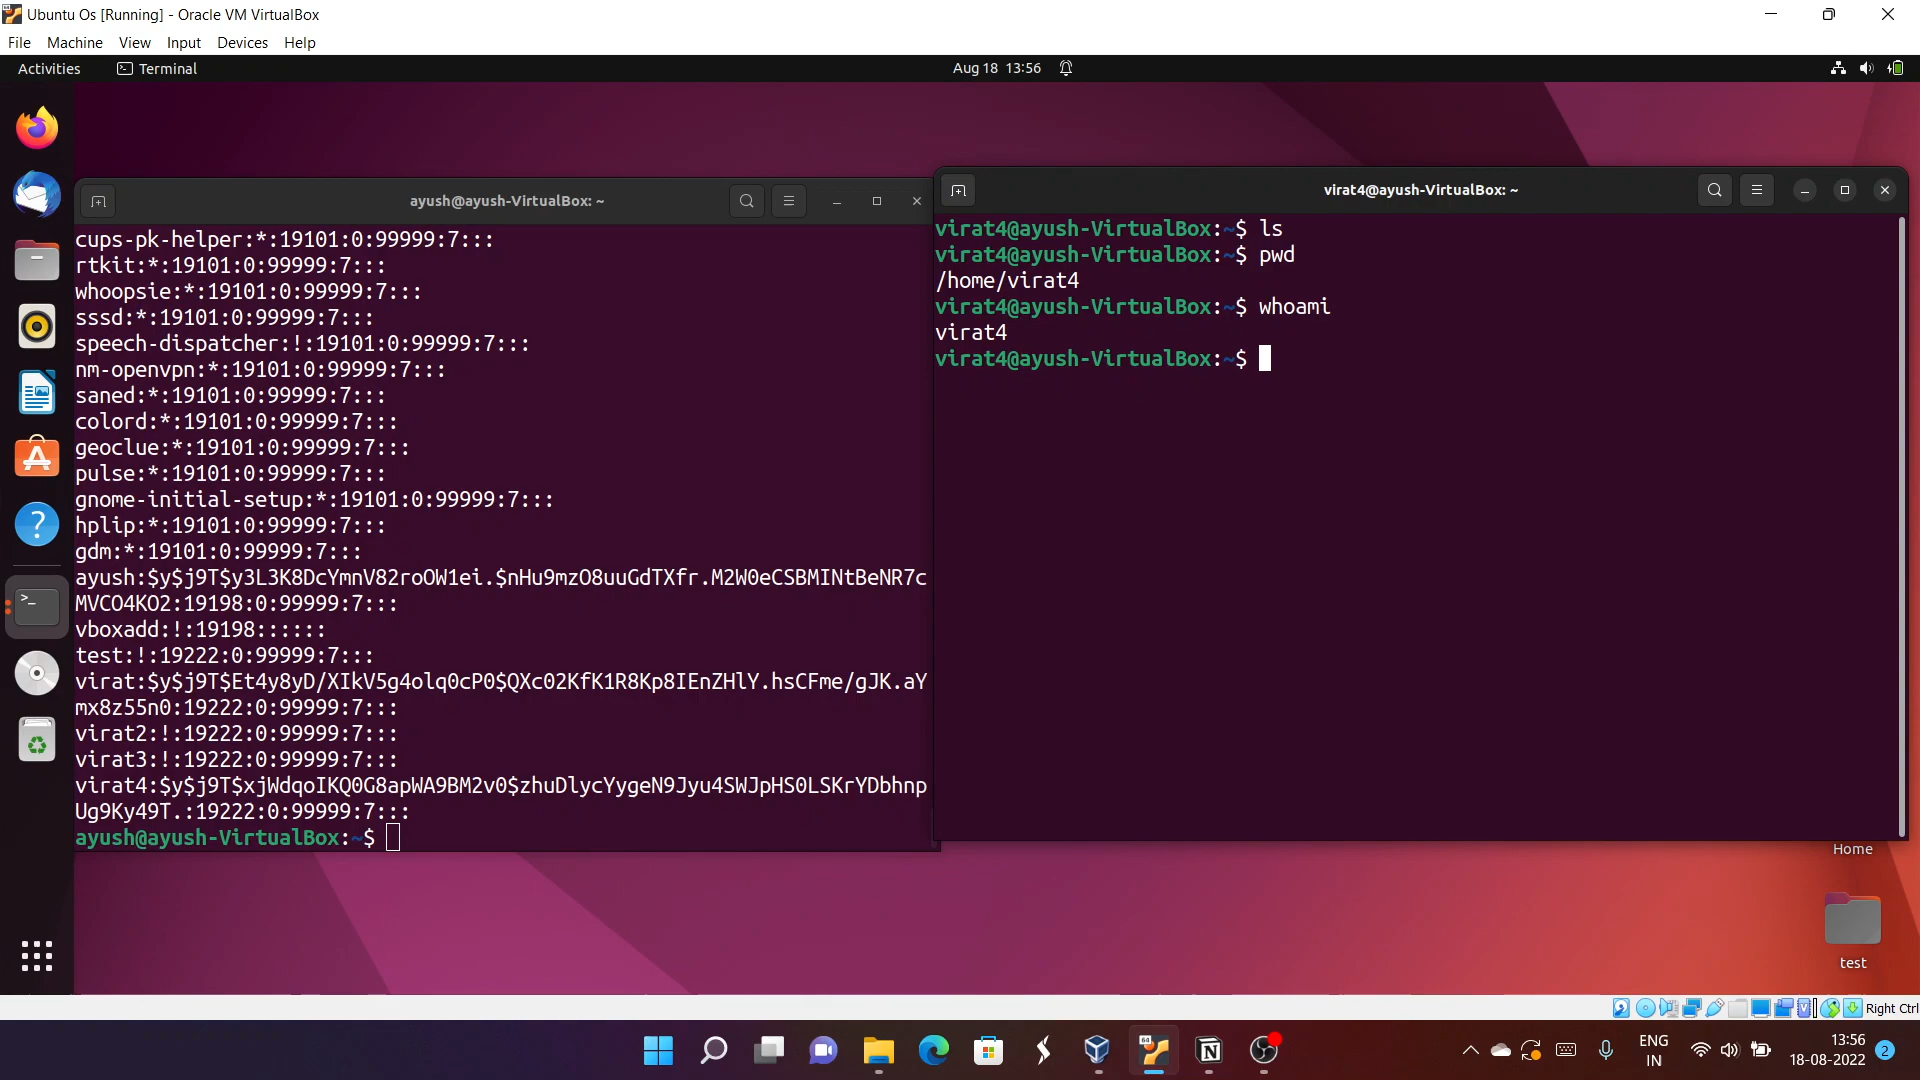 Ubuntu Os [Running] - Oracle VM VirtualBox
File Machine View Input Devices Help
Activities Terminal Aug 18 13:56
ayush@ayush-VirtualBox: ~
cups-pk-helper:*:19101:0:99999:7:::
rtkit:*:19101:0:99999:7:::
whoopsie:*:19101:0:99999:7:::
sssd:*:19101:0:99999:7:::
speech-dispatcher:!:19101:0:99999:7:::
nm-openvpn:*:19101:0:99999:7:::
saned:*:19101:0:99999:7:::
colord:*:19101:0:99999:7:::
geoclue:*:19101:0:99999:7:::
pulse:*:19101:0:99999:7:::
gnome-initial-setup:*:19101:0:99999:7:::
hplip:*:19101:0:99999:7:::
gdm:*:19101:0:99999:7:::
ayush:$y$j9T$y3L3K8DcYmnV82roOW1ei.$nHu9mzO8uuGdTXfr.M2W0eCSBMINtBeNR7c
MVCO4KO2:19198:0:99999:7:::
vboxadd:!:19198::::::
test:!:19222:0:99999:7:::
virat:$y$j9T$Et4y8yD/XIkV5g4olq0cP0$QXc02KfK1R8Kp8IEnZHlY.hsCFme/gJK.aY
mx8z55n0:19222:0:99999:7:::
virat2:!:19222:0:99999:7:::
virat3:!:19222:0:99999:7:::
virat4:$y$j9T$xjWdqoIKQ0G8apWA9BM2v0$zhuDlycYygeN9Jyu4SWJpHS0LSKrYDbhnp
Ug9Ky49T.:19222:0:99999:7:::
ayush@ayush-VirtualBox:~$
virat4@ayush-VirtualBox: ~
virat4@ayush-VirtualBox:~$ ls
virat4@ayush-VirtualBox:~$ pwd
/home/virat4
virat4@ayush-VirtualBox:~$ whoami
virat4
virat4@ayush-VirtualBox:~$
Home
test
Right Ctrl
ENG
IN
13:56
18-08-2022
2